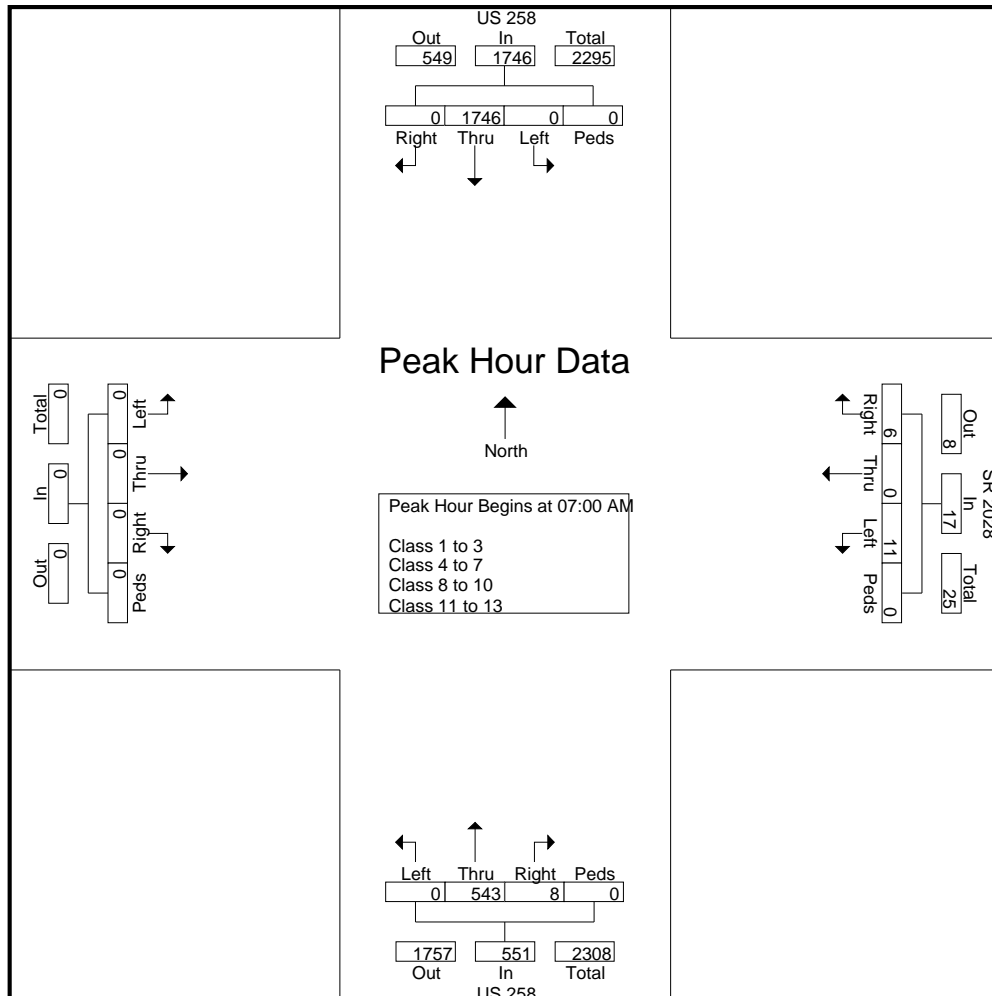 US 258
Out In Total
549 1746 2295
0 1746 0 0
Right Thru Left Peds
Peak Hour Data
North
Peak Hour Begins at 07:00 AM
Class 1 to 3
Class 4 to 7
Class 8 to 10
Class 11 to 13
Total In Out
0 0 0
0 0 0 0
Left Thru Right Peds
Right Thru Left Peds
6 0 11 0
8 17 25
Out In Total
SR 2028
Left Thru Right Peds
0 543 8 0
1757 551 2308
Out In Total
US 258